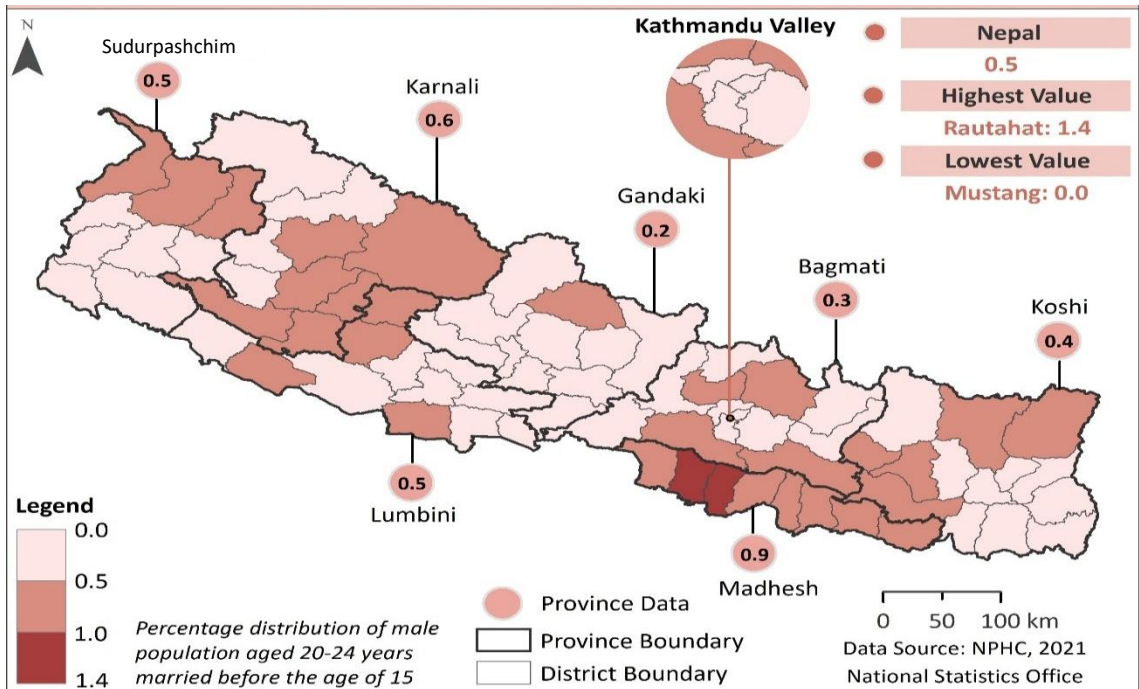 N
Sudurpashchim
0.5
Karnali
0.6
Gandaki
0.2
Kathmandu Valley
Bagmati
0.3
Koshi
0.4
Nepal
0.5
Highest Value
Rautahat: 1.4
Lowest Value
Mustang: 0.0
0.5
Lumbini
0.9
Madhesh
Legend
0.0
0.5
1.0
1.4
Percentage distribution of male
population aged 20-24 years
married before the age of 15
Province Data
Province Boundary
District Boundary
0 50 100 km
Data Source: NPHC, 2021
National Statistics Office